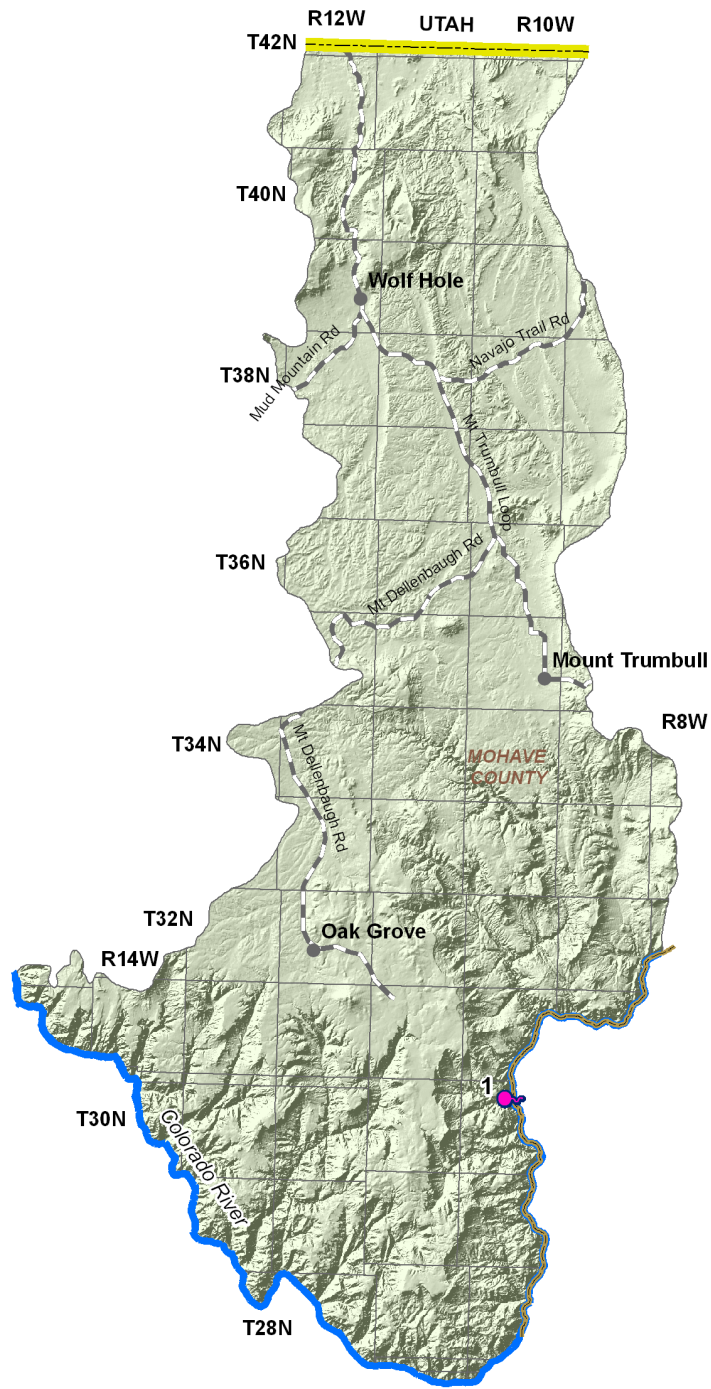 R12W
UTAH
R10W
T42N
T40N
Wolf Hole
Navajo Trail Rd
Mud Mountain Rd
T38N
Mt Trumbull Loop
Mt Dellenbaugh Rd
T36N
Mount Trumbull
R8W
T34N
Mt Dellenbaugh Rd
MOHAVE
COUNTY
T32N
Oak Grove
R14W
1
T30N
Colorado River
T28N